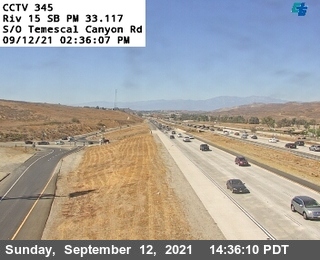 CCTV 345
Riv 15 SB PM 33.117
S/O Temescal Canyon Rd
09/12/21 02:36:07 PM
Sunday, September 12, 2021 14:36:10 PDT